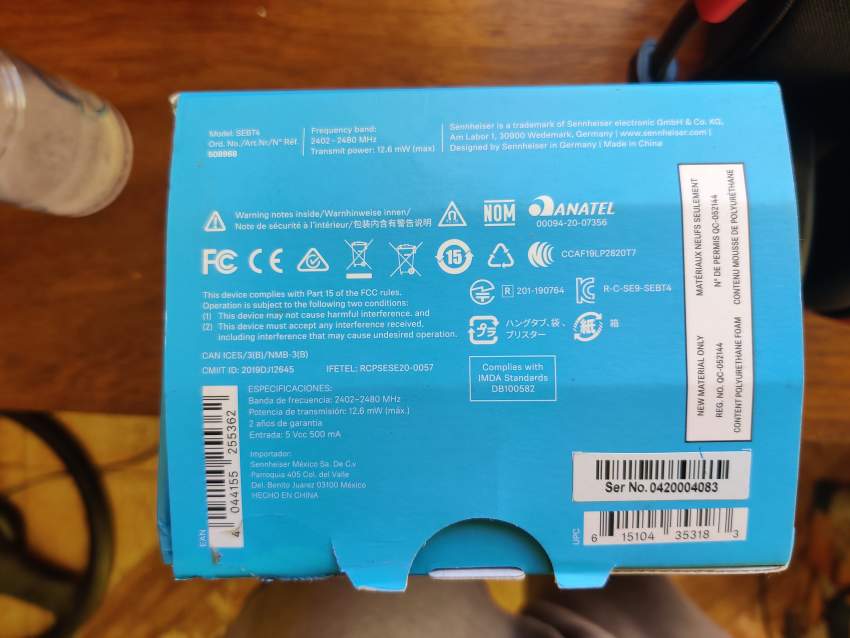 Model: SEBT4
Ord. No./Art.Nr/N° Réf
508868
Frequency band:
2402–2480 MHz
Transmit power: 12.6 mW (max)
Sennheiser is a trademark of Sennheiser electronic GmbH & Co. KG,
Am Labor 1, 30900 Wedemark, Germany | www.sennheiser.com |
Designed by Sennheiser in Germany | Made in China
Warning notes inside/Warnhinweise innen/
Note de sécurité à l'intérieur/包装内含有警告说明
NOM
ANATEL
00094-20-07356
FC CE
15
CCAF19LP2820T7
This device complies with Part 15 of the FCC rules.
Operation is subject to the following two conditions:
(1) This device may not cause harmful interference. and
(2) This device must accept any interference received,
including interference that may cause undesired operation.
R 201-190764
R-C-SE9-SEBT4
プラ
ハングタブ, 袋,
ブリスター
紙
箱
CAN ICES/3(B)/NMB-3(B)
CMIIT ID: 2019DJ12645
IFETEL: RCPSESE20-0057
Complies with
IMDA Standards
DB100582
ESPECIFICACIONES:
Banda de frecuencia: 2402–2480 MHz
Potencia de transmisión: 12.6 mW (máx.)
2 años de garantía
Entrada: 5 Vcc 500 mA
Importador:
Sennheiser México Sa. De C.v
Parroquia 405 Col. del Valle
Del. Benito Juarez 03100 México
HECHO EN CHINA
EAN
4 044155 255362
NEW MATERIAL ONLY
REG. NO. QC-052144
CONTENT POLYURETHANE FOAM
MATÉRIAUX NEUFS SEULEMENT
N° DE PERMIS QC-052144
CONTENU MOUSSE DE POLYURÉTHANE
Ser No. 0420004083
UPC
6 15104 35318 3